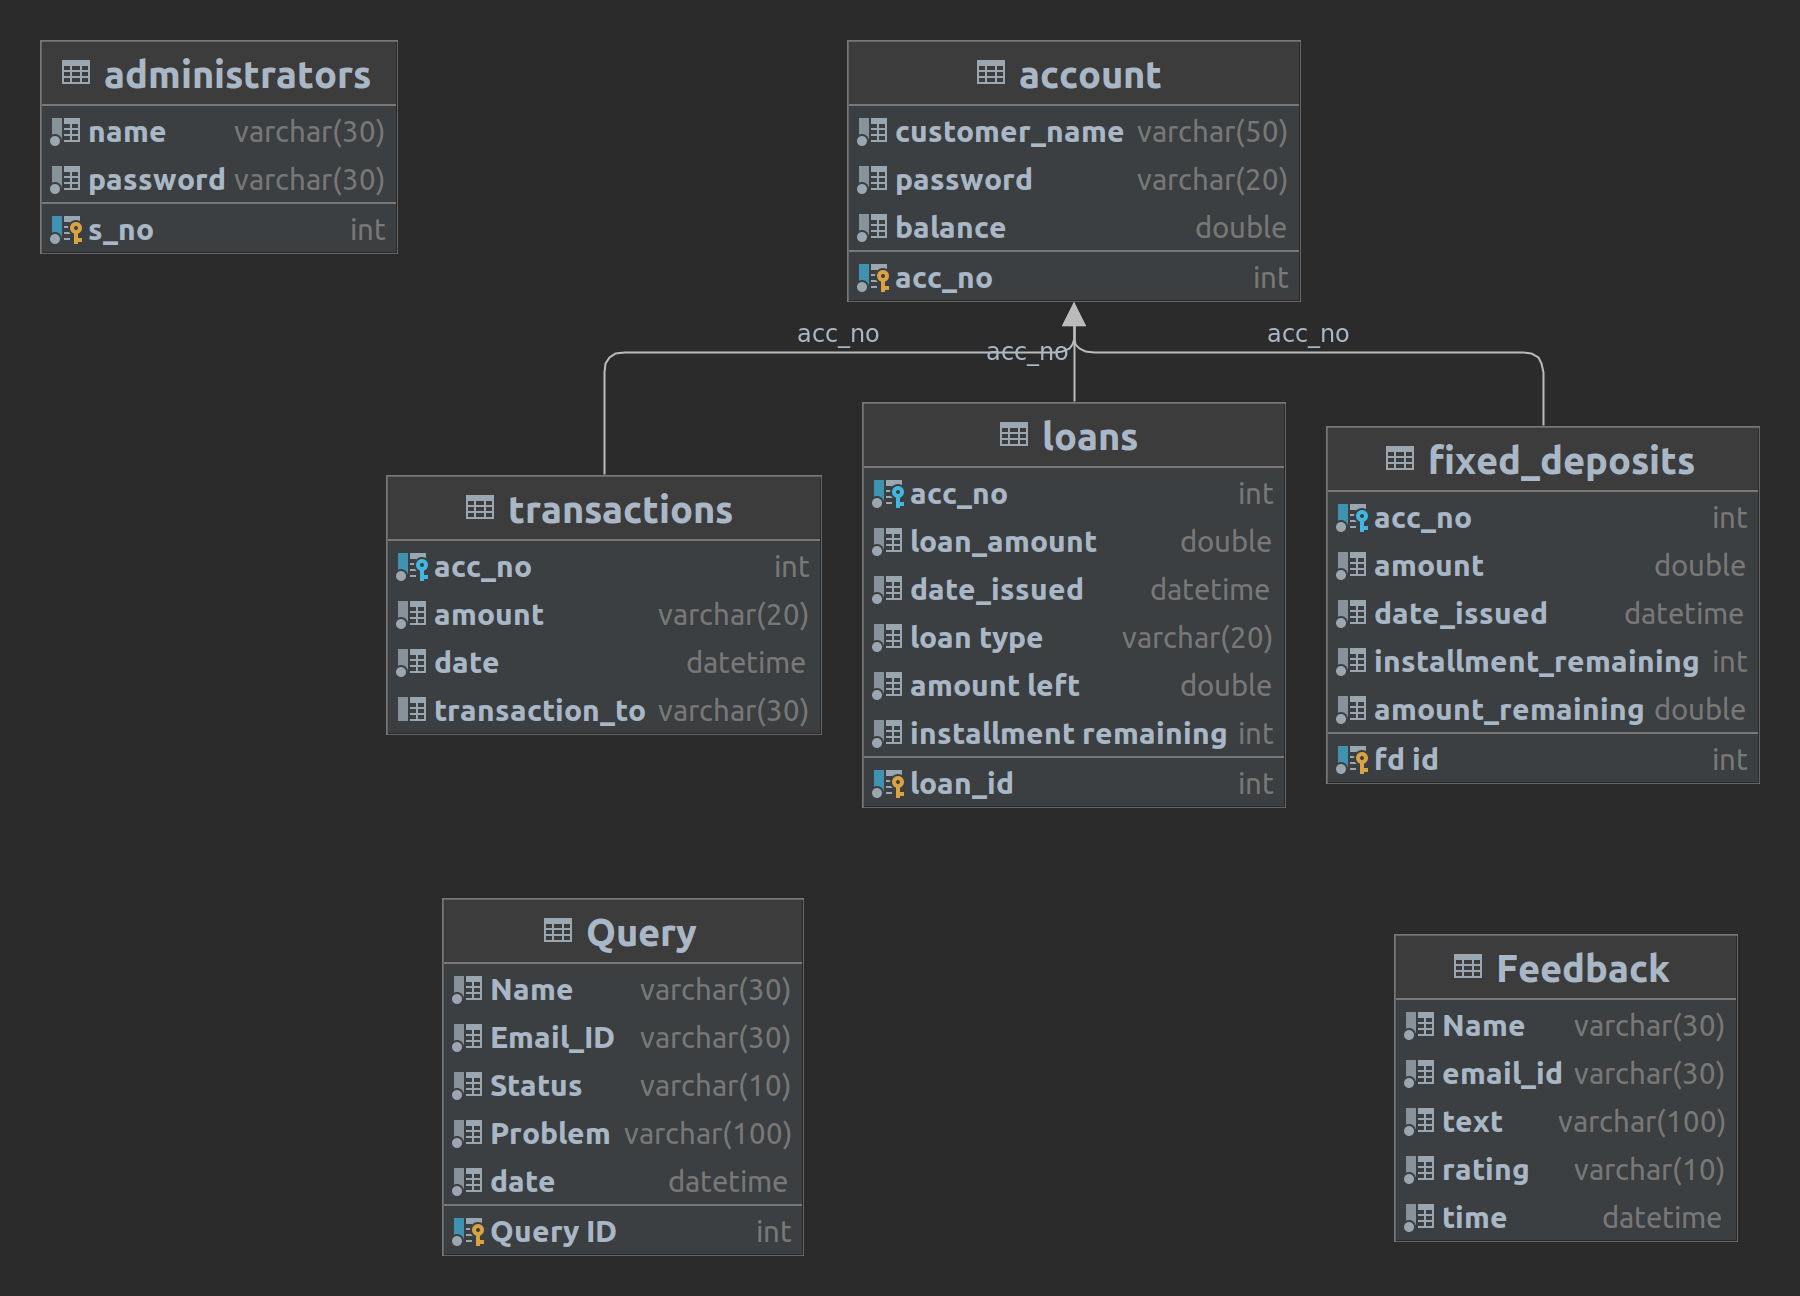 administrators
name varchar(30)
password varchar(30)
s_no int
account
customer_name varchar(50)
password varchar(20)
balance double
acc_no int
acc_no
acc_no
acc_no
transactions
acc_no int
amount varchar(20)
date datetime
transaction_to varchar(30)
loans
acc_no int
loan_amount double
date_issued datetime
loan type varchar(20)
amount left double
installment remaining int
loan_id int
fixed_deposits
acc_no int
amount double
date_issued datetime
installment_remaining int
amount_remaining double
fd id int
Query
Name varchar(30)
Email_ID varchar(30)
Status varchar(10)
Problem varchar(100)
date datetime
Query ID int
Feedback
Name varchar(30)
email_id varchar(30)
text varchar(100)
rating varchar(10)
time datetime